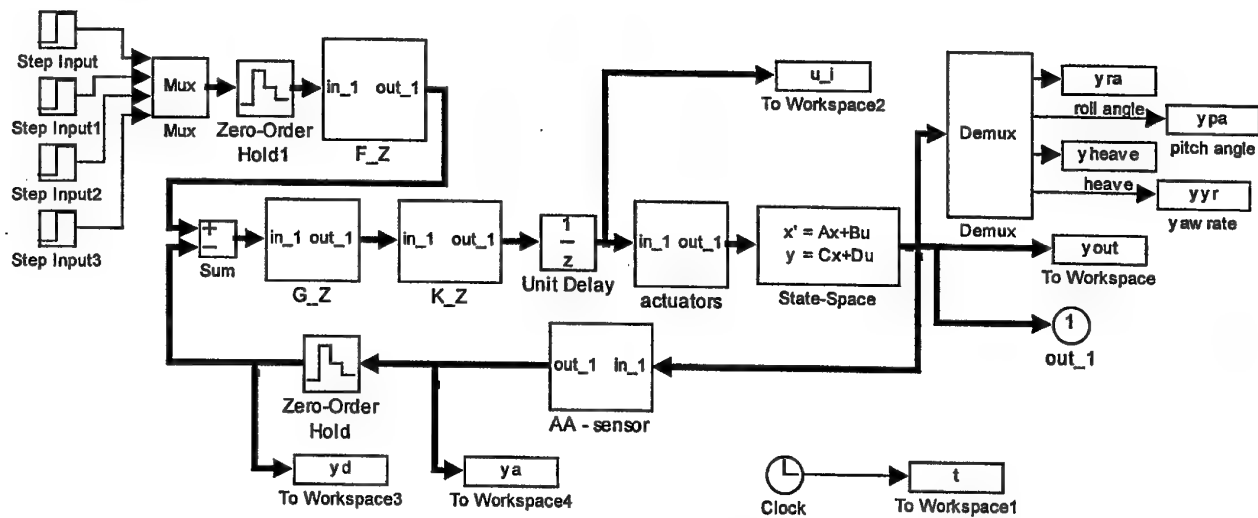 Step Input
Step Input1
Step Input2
Step Input3
Mux
Mux
Zero-Order
Hold1
in_1 out_1
F_Z
u_i
To Workspace2
Demux
Demux
yra
roll angle
ypa
pitch angle
yheave
heave
yyr
yaw rate
+
−
Sum
in_1 out_1
G_Z
in_1 out_1
K_Z
1
z
Unit Delay
in_1 out_1
actuators
x' = Ax+Bu
y = Cx+Du
State-Space
yout
To Workspace
1
out_1
Zero-Order
Hold
out_1 in_1
AA - sensor
yd
To Workspace3
ya
To Workspace4
Clock
t
To Workspace1